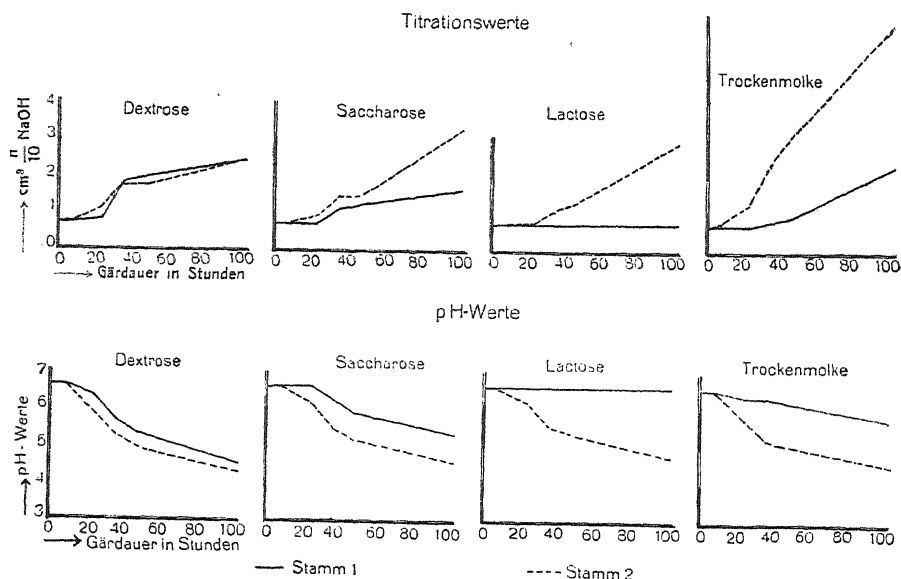 Titrationswerte
Dextrose
Saccharose
Lactose
Trockenmolke
cm³ n/10 NaOH
4
3
2
1
0
0 20 40 60 80 100
0 20 40 60 80 100
0 20 40 60 80 100
0 20 40 60 80 100
Gärdauer in Stunden
pH-Werte
Dextrose
Saccharose
Lactose
Trockenmolke
pH-Werte
7
6
5
4
3
0 20 40 60 80 100
0 20 40 60 80 100
0 20 40 60 80 100
0 20 40 60 80 100
Gärdauer in Stunden
Stamm 1
Stamm 2